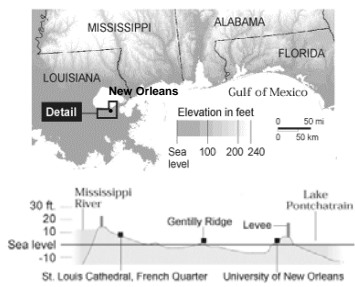 MISSISSIPPI
ALABAMA
FLORIDA
LOUISIANA
New Orleans
Gulf of Mexico
Detail
Elevation in feet
0 50 mi
0 50 km
Sea level
100 200 240
Mississippi River
Lake Pontchatrain
30 ft.
Gentilly Ridge
Levee
20
10
Sea level
-10
St. Louis Cathedral, French Quarter
University of New Orleans